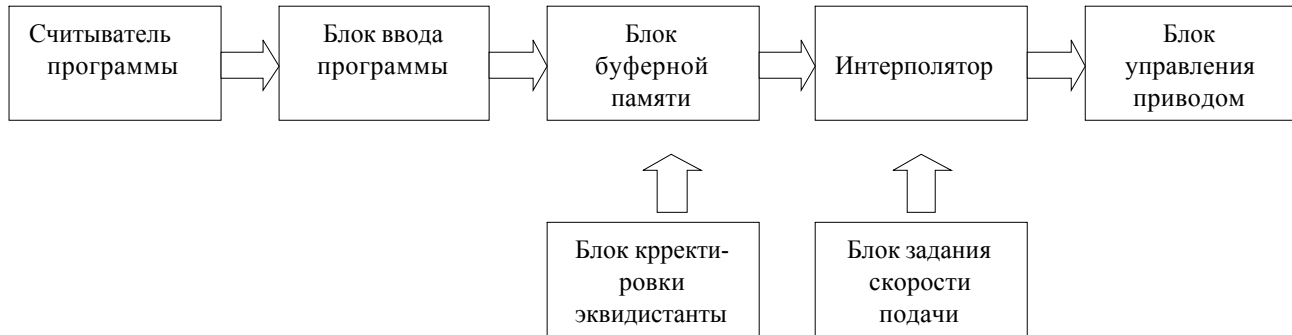 Считыватель
программы
Блок ввода
программы
Блок
буферной
памяти
Интерполятор
Блок
управления
приводом
Блок крректи-
ровки
эквидистанты
Блок задания
скорости
подачи